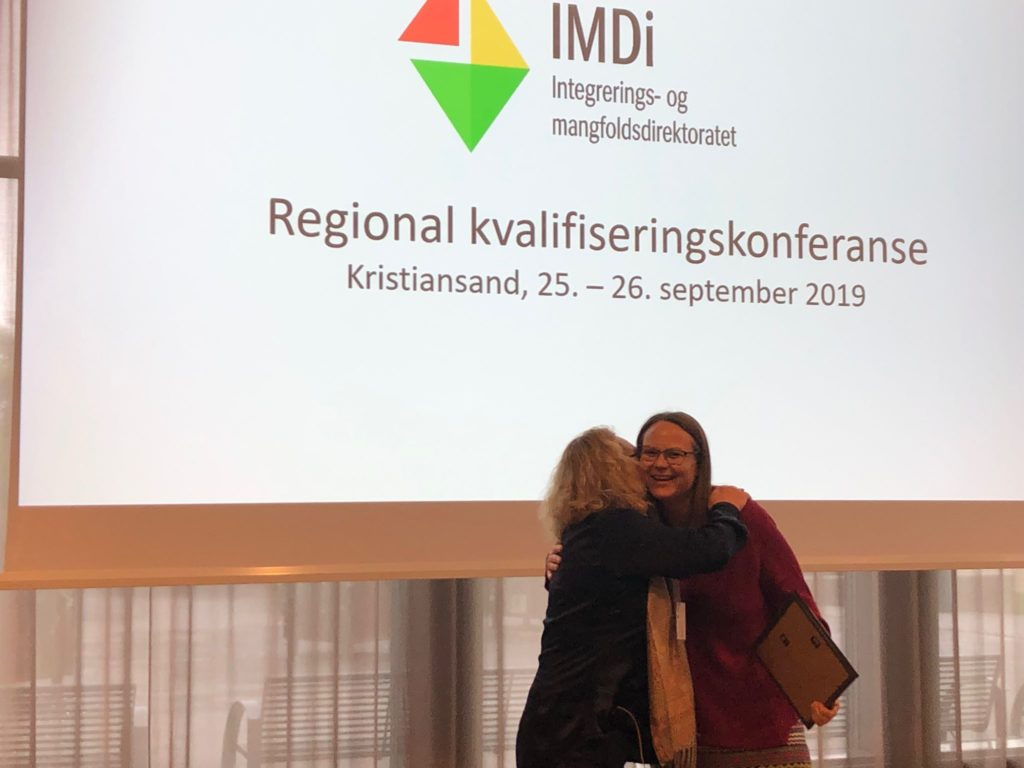 IMDi
Integrerings- og
mangfoldsdirektoratet
Regional kvalifiseringskonferanse
Kristiansand, 25. – 26. september 2019